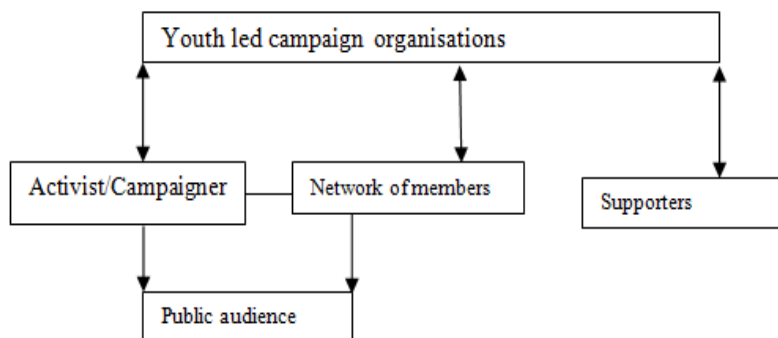 Youth led campaign organisations
Activist/Campaigner
Network of members
Supporters
Public audience